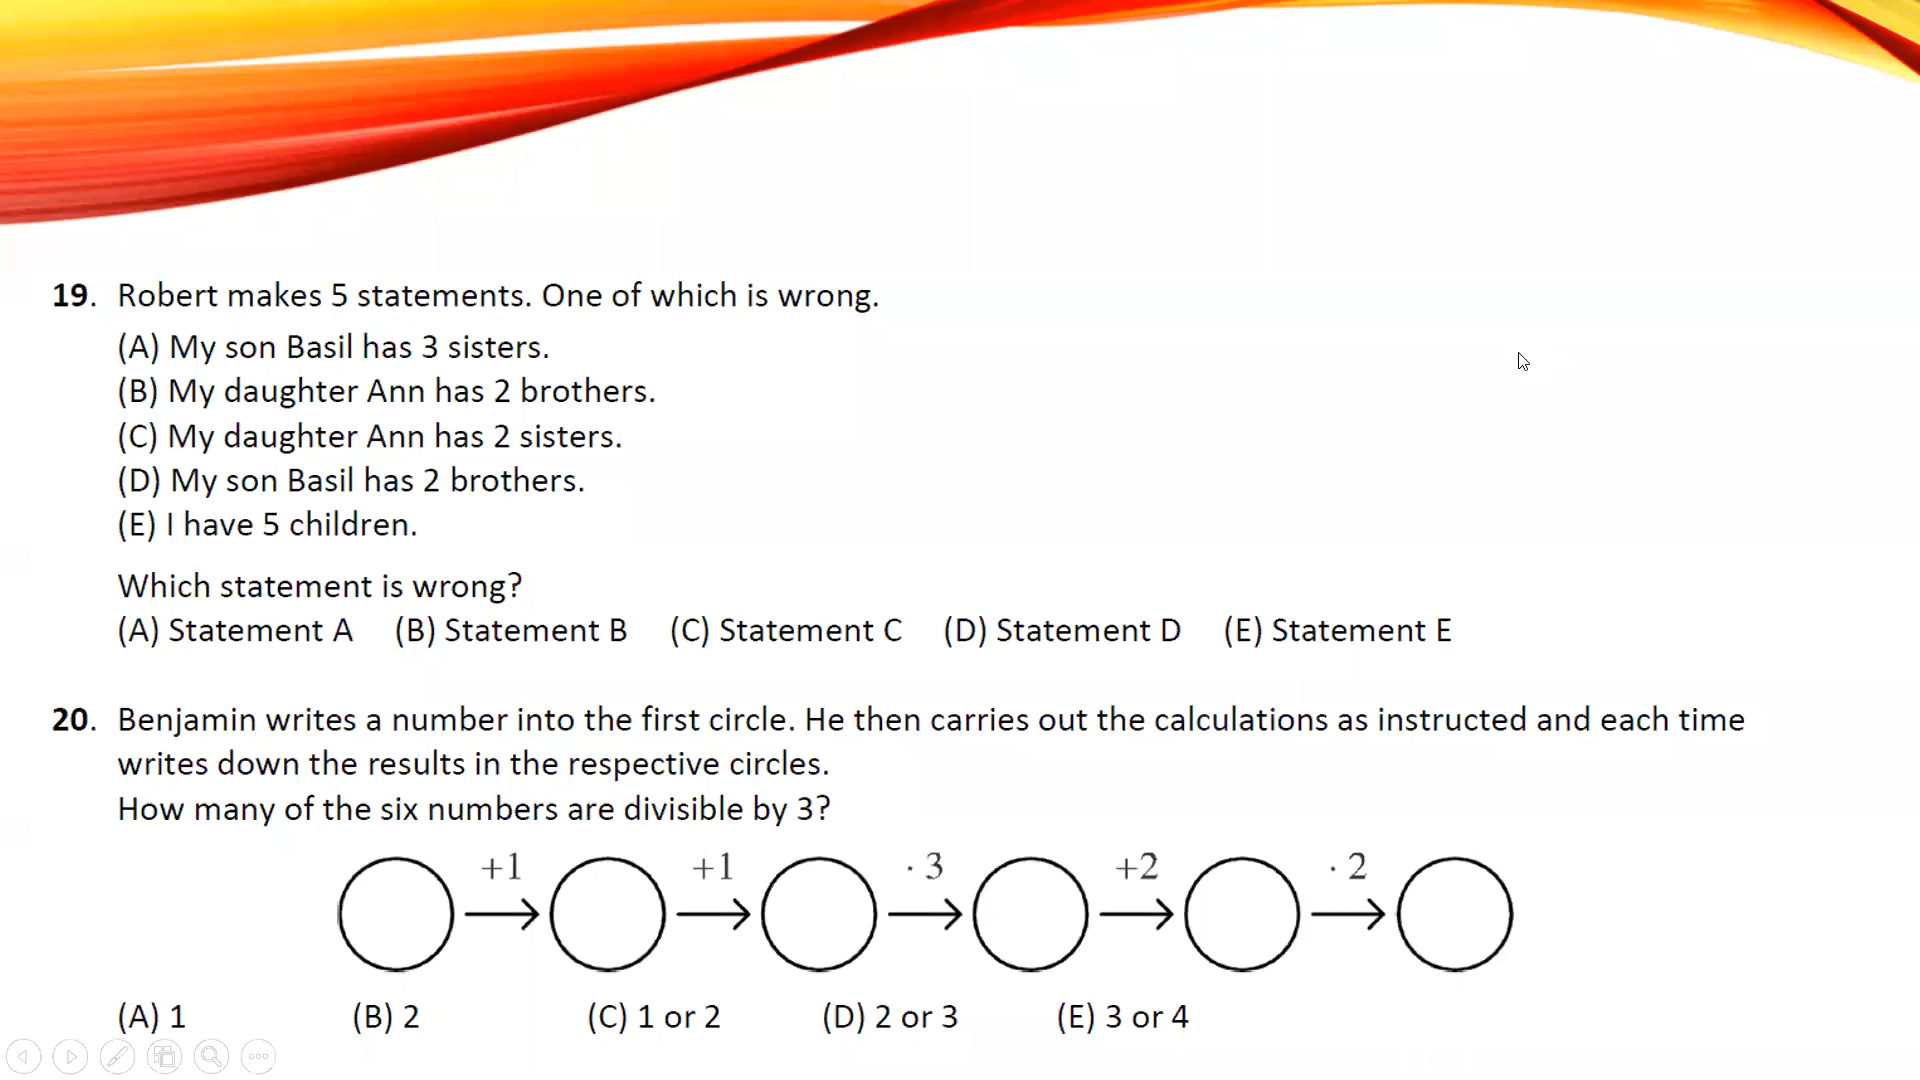 19. Robert makes 5 statements. One of which is wrong.
(A) My son Basil has 3 sisters.
(B) My daughter Ann has 2 brothers.
(C) My daughter Ann has 2 sisters.
(D) My son Basil has 2 brothers.
(E) I have 5 children.
Which statement is wrong?
(A) Statement A (B) Statement B (C) Statement C (D) Statement D (E) Statement E
20. Benjamin writes a number into the first circle. He then carries out the calculations as instructed and each time
writes down the results in the respective circles.
How many of the six numbers are divisible by 3?
+1 +1 · 3 +2 · 2
(A) 1 (B) 2 (C) 1 or 2 (D) 2 or 3 (E) 3 or 4